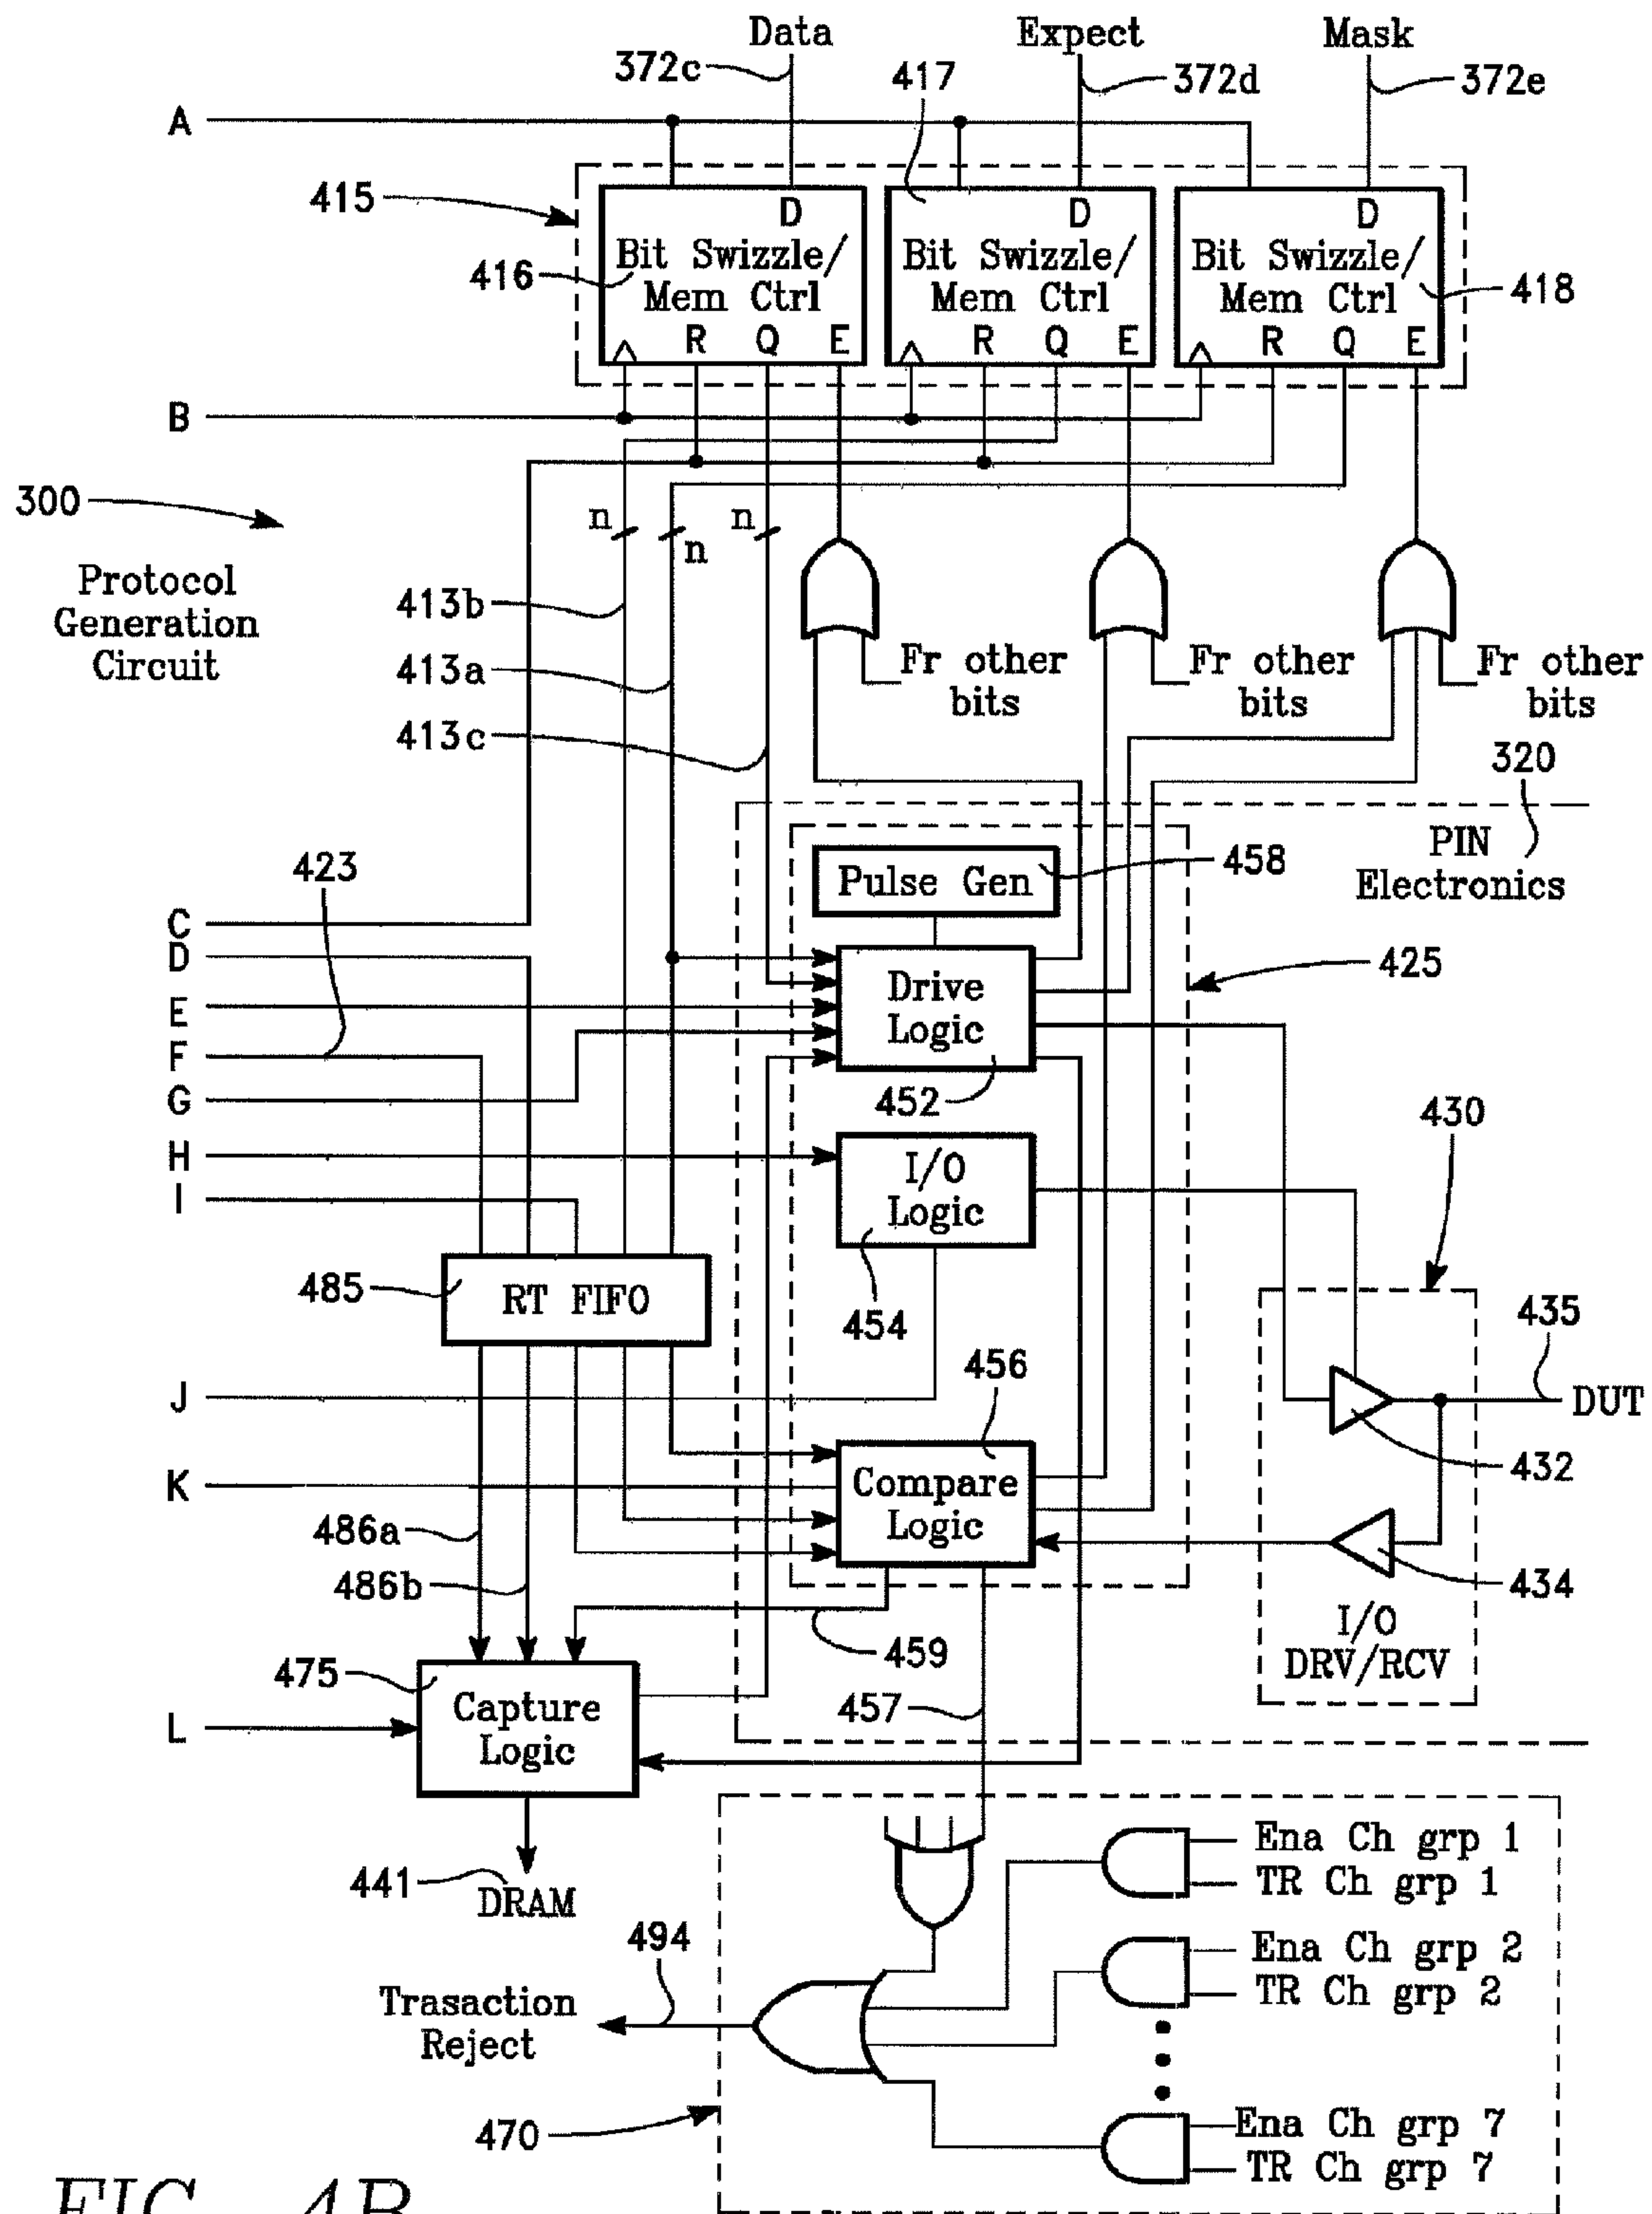 Data
Expect
Mask
372c
417
372d
372e
A
415
D
D
D
Bit Swizzle/
Mem Ctrl
Bit Swizzle/
Mem Ctrl
Bit Swizzle/
Mem Ctrl
416
418
R Q E
R Q E
R Q E
B
300
n
n
n
Protocol
Generation
Circuit
413b
413a
413c
Fr other
bits
Fr other
bits
Fr other
bits
320
PIN
Electronics
423
Pulse Gen
458
C
D
E
F
G
H
I
J
K
L
Drive
Logic
425
452
430
I/O
Logic
485
RT FIFO
454
435
456
DUT
432
Compare
Logic
486a
486b
434
I/O
DRV/RCV
459
475
Capture
Logic
457
441
DRAM
Ena Ch grp 1
TR Ch grp 1
494
Ena Ch grp 2
TR Ch grp 2
Trasaction
Reject
470
Ena Ch grp 7
TR Ch grp 7
FIG. 4B